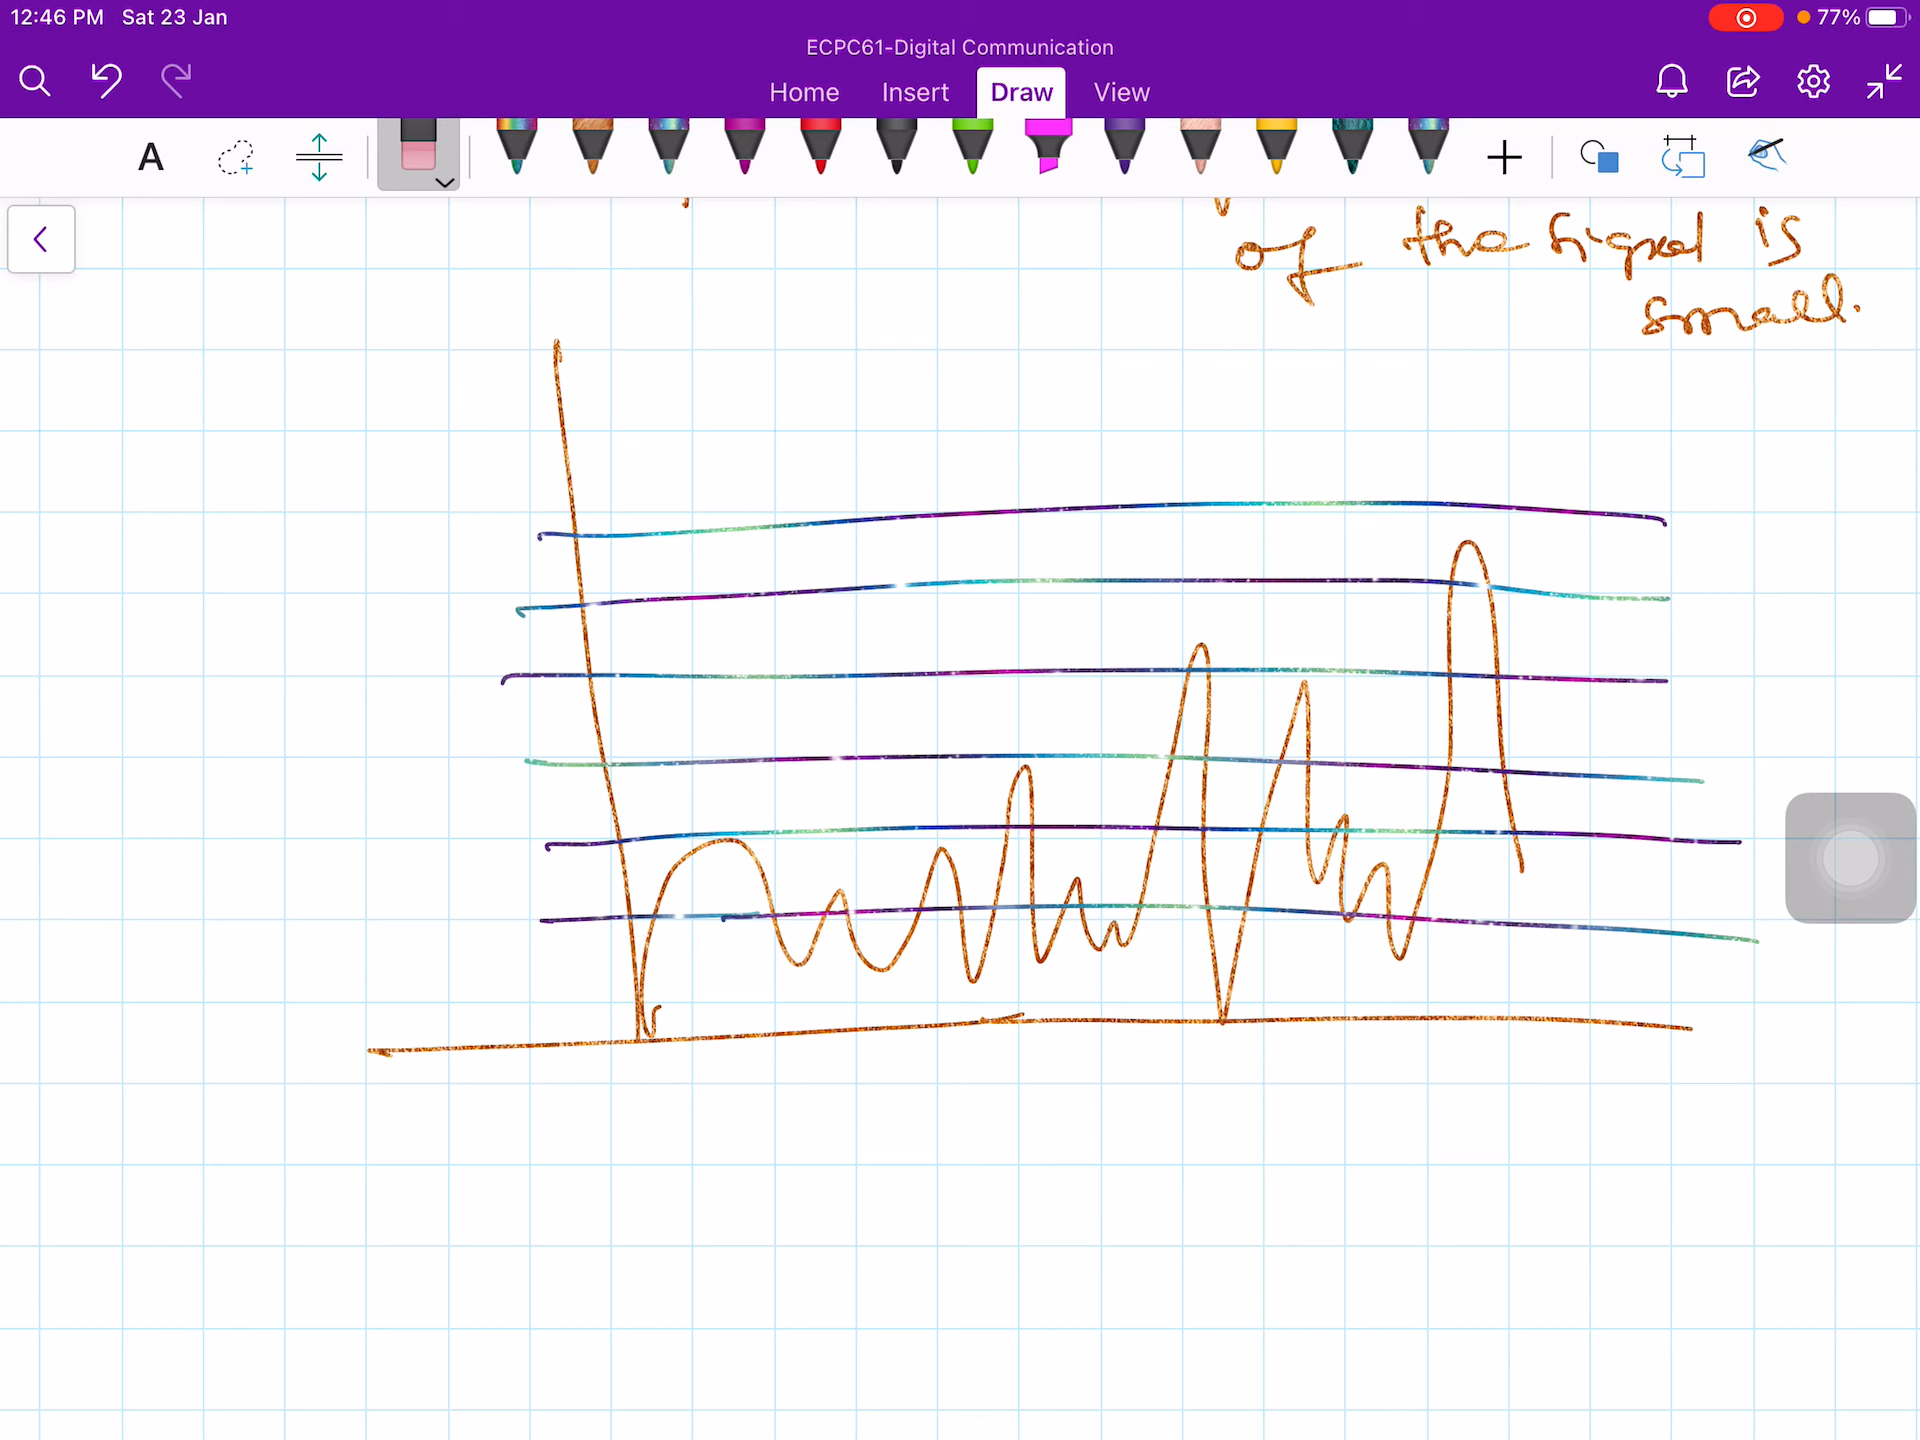 12:46 PM Sat 23 Jan
77%
ECPC61-Digital Communication
Home Insert Draw View
A
of the signal is
small.